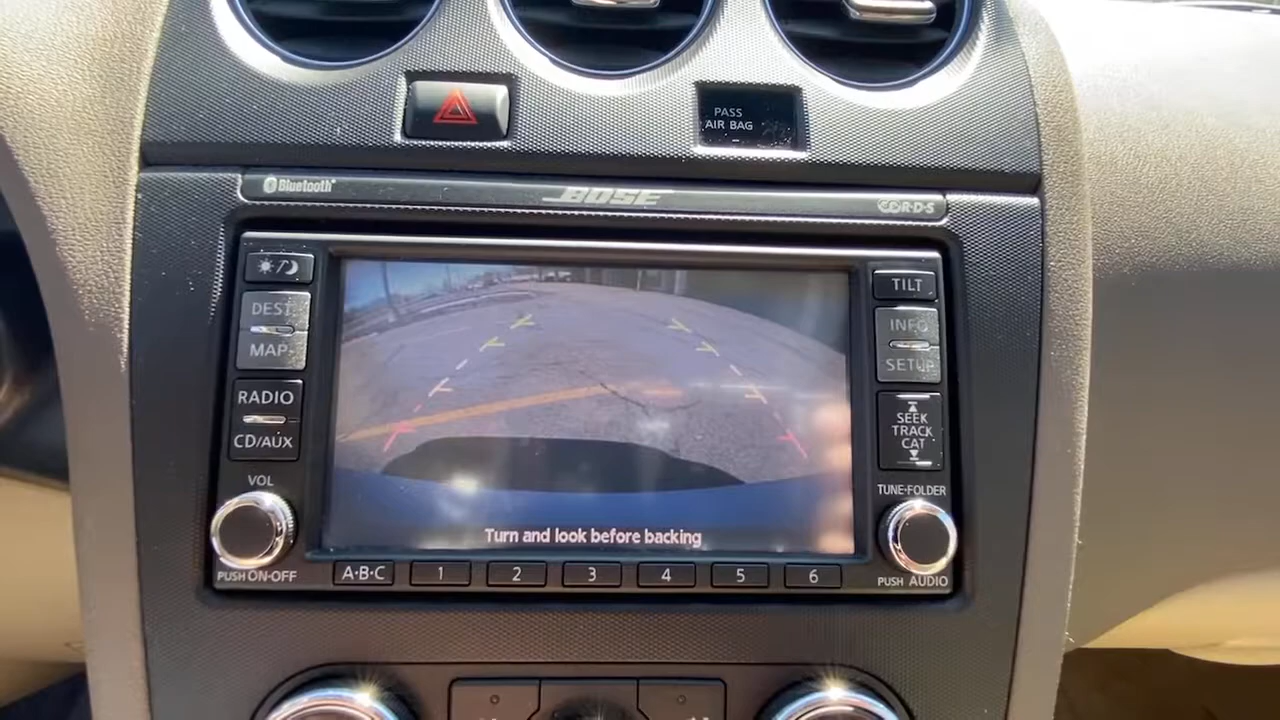 PASS
AIR BAG
Bluetooth
BOSE
R·D·S
DEST
MAP
RADIO
CD/AUX
VOL
PUSH ON·OFF
TILT
INFO
SETUP
SEEK
TRACK
CAT
TUNE·FOLDER
PUSH AUDIO
Turn and look before backing
A·B·C 1 2 3 4 5 6